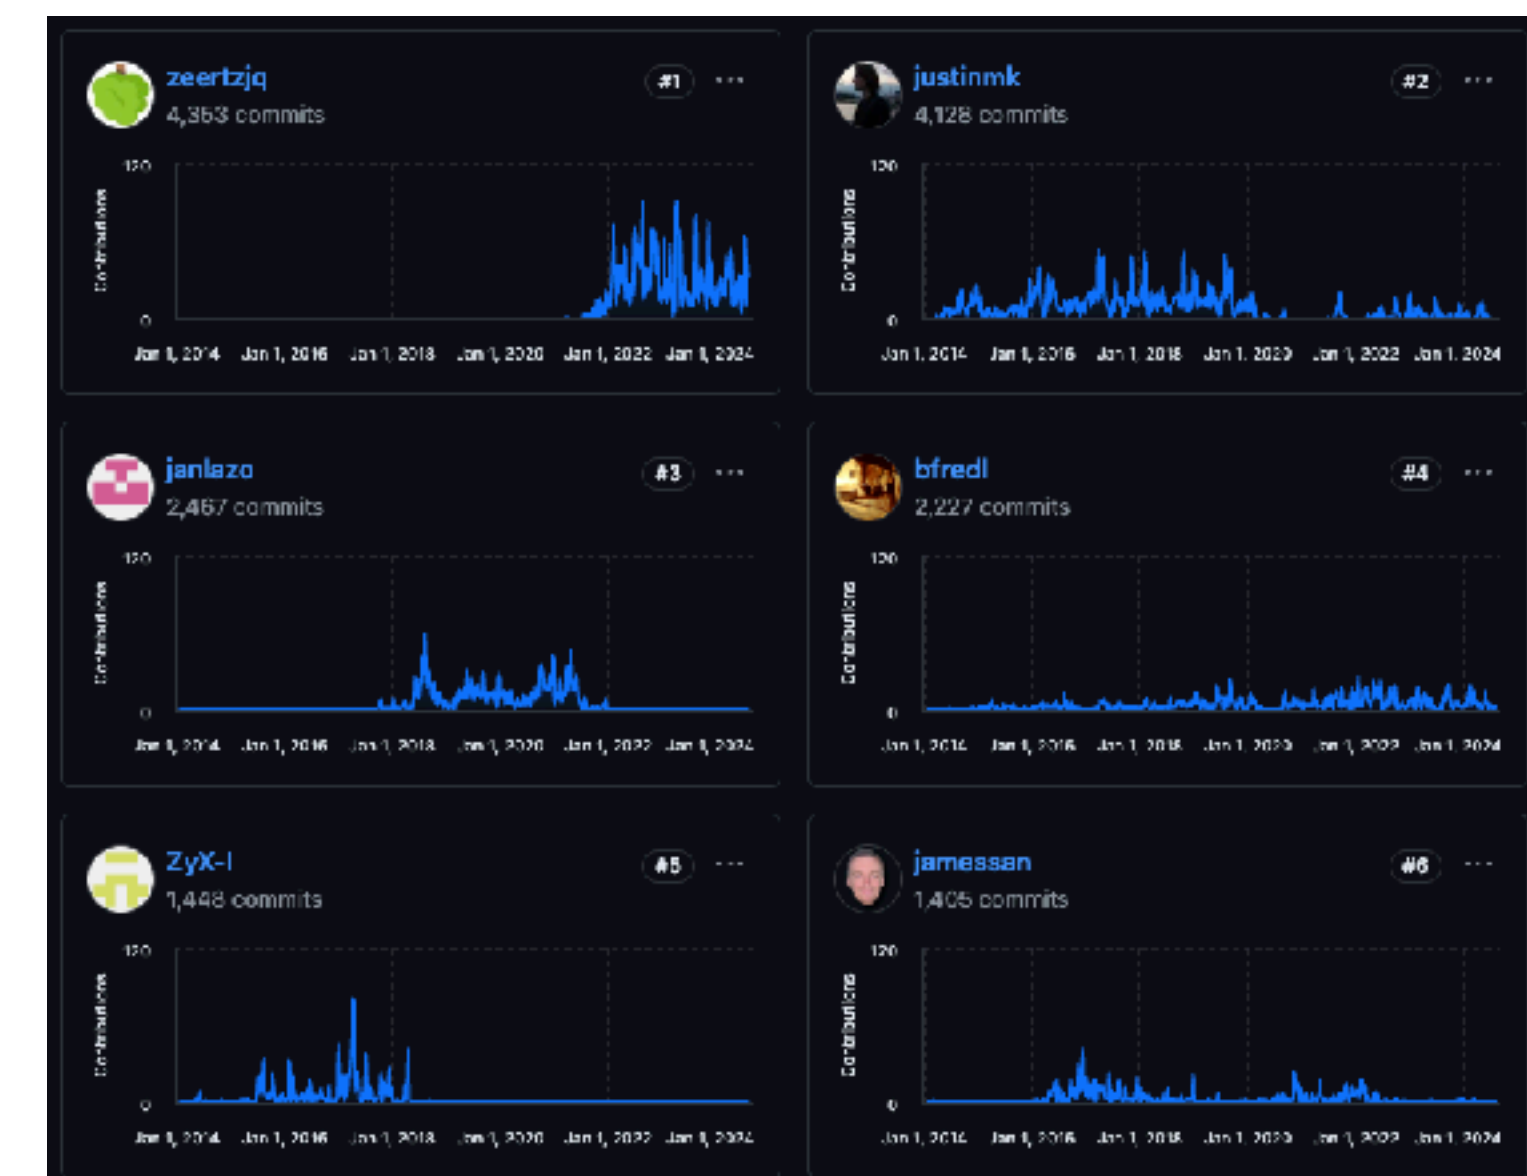 zeertzjq #1 ...
4,353 commits
120
Contributions
0
Jan 1, 2014 Jan 1, 2016 Jan 1, 2018 Jan 1, 2020 Jan 1, 2022 Jan 1, 2024
justinmk #2 ...
4,128 commits
120
Contributions
0
Jan 1, 2014 Jan 1, 2016 Jan 1, 2018 Jan 1, 2020 Jan 1, 2022 Jan 1, 2024
janlazo #3 ...
2,467 commits
120
Contributions
0
Jan 1, 2014 Jan 1, 2016 Jan 1, 2018 Jan 1, 2020 Jan 1, 2022 Jan 1, 2024
bfredl #4 ...
2,227 commits
120
Contributions
0
Jan 1, 2014 Jan 1, 2016 Jan 1, 2018 Jan 1, 2020 Jan 1, 2022 Jan 1, 2024
ZyX-I #5 ...
1,448 commits
120
Contributions
0
Jan 1, 2014 Jan 1, 2016 Jan 1, 2018 Jan 1, 2020 Jan 1, 2022 Jan 1, 2024
jamessan #6 ...
1,405 commits
120
Contributions
0
Jan 1, 2014 Jan 1, 2016 Jan 1, 2018 Jan 1, 2020 Jan 1, 2022 Jan 1, 2024